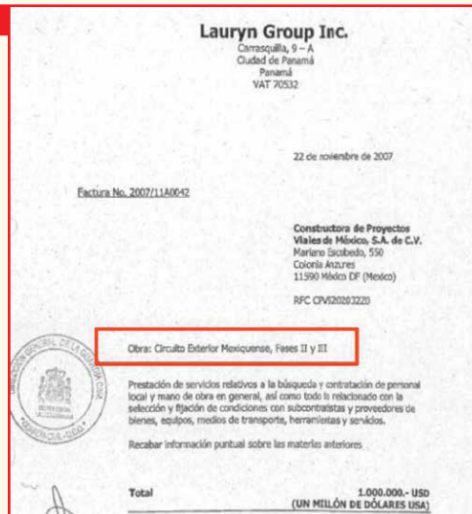 Lauryn Group Inc.
Carrasquilla, 9 – A
Ciudad de Panamá
Panamá
VAT 70532
22 de noviembre de 2007
Factura No. 2007/11A0042
Constructora de Proyectos
Viales de México, S.A. de C.V.
Mariano Escobedo, 550
Colonia Anzures
11590 México DF (Mexico)
RFC
Obra: Circuito Exterior Mexiquense, Fases II y III
Prestación de servicios relativos a la búsqueda y contratación de personal
local y mano de obra en general, así como todo lo relacionado con la
selección y fijación de condiciones con subcontratistas y proveedores de
bienes, equipos, medios de transporte, herramientas y servicios.
Recabar información puntual sobre las materias anteriores
Total 1.000.000.- USD
(UN MILLÓN DE DÓLARES USA)